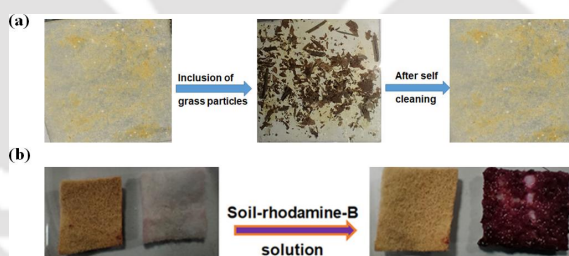 (a)
Inclusion of
grass particles
After self
cleaning
(b)
Soil-rhodamine-B
solution